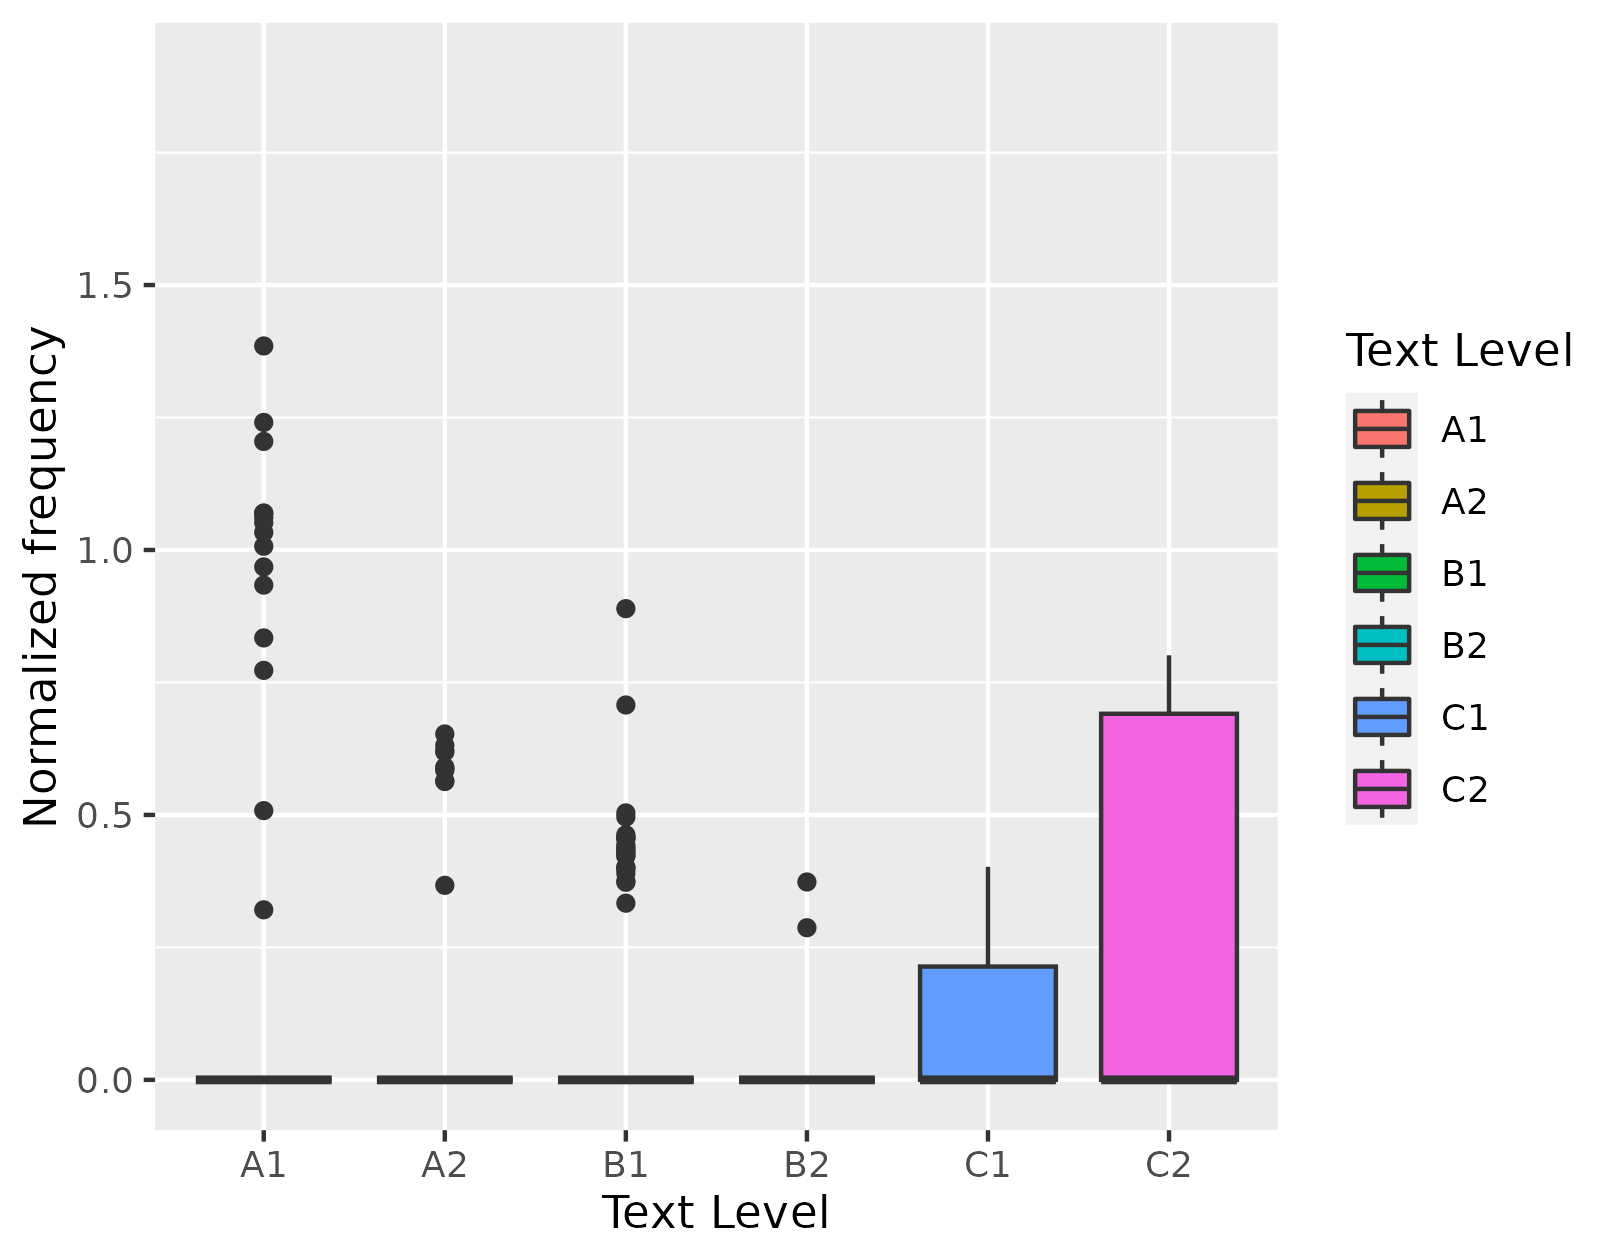 Normalized frequency
1.5
1.0
0.5
0.0
A1 A2 B1 B2 C1 C2
Text Level
Text Level
A1
A2
B1
B2
C1
C2